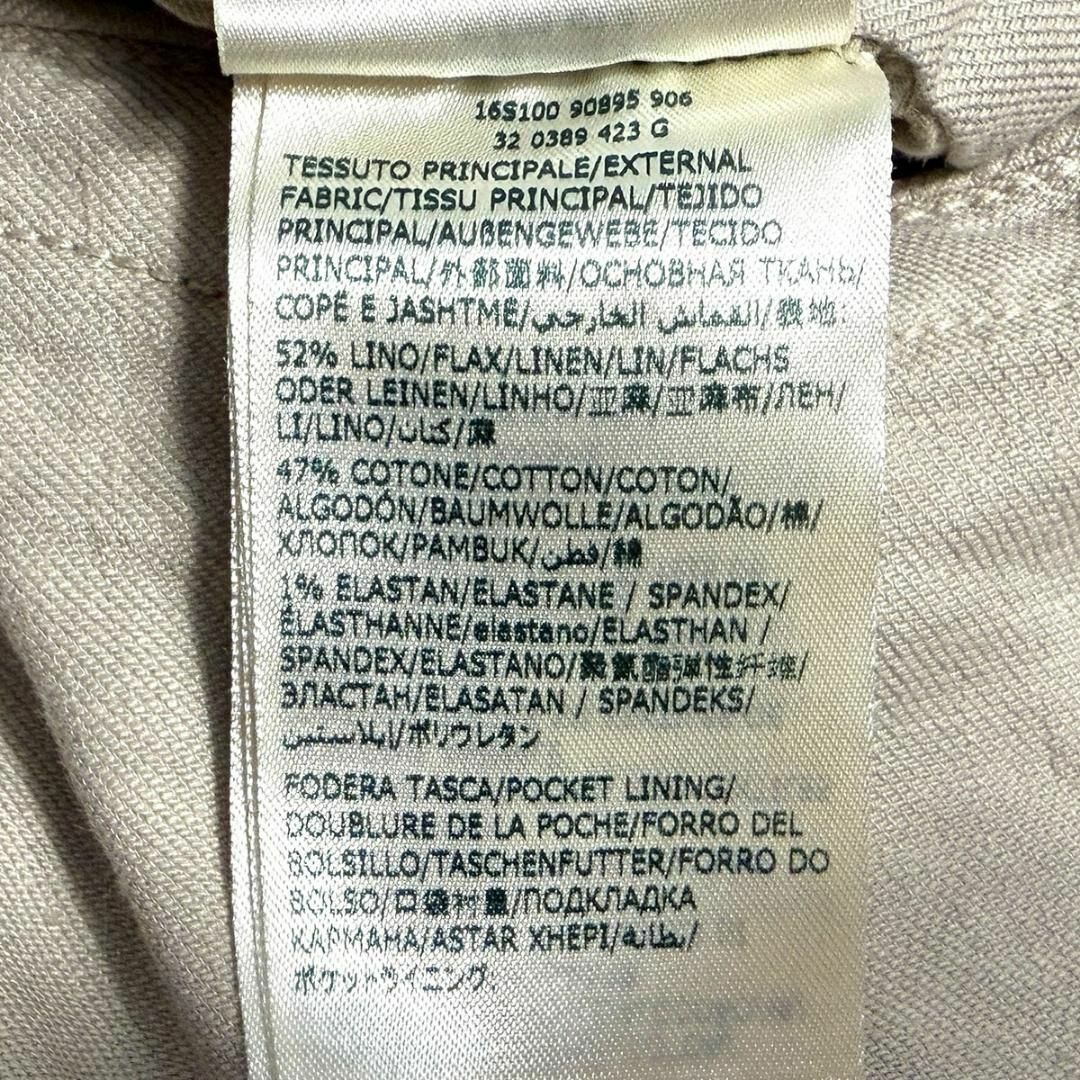 16S100 90895 906
32 0389 423 G
TESSUTO PRINCIPALE/EXTERNAL
FABRIC/TISSU PRINCIPAL/TEJIDO
PRINCIPAL/AUßENGEWEBE/TECIDO
PRINCIPAL/外部面料/ОСНОВНАЯ ТКАНЬ/
COPË E JASHTME/القماش الخارجي/表地:
52% LINO/FLAX/LINEN/LIN/FLACHS
ODER LEINEN/LINHO/亚麻/亚麻布/ЛЕН/
LI/LINO/كتان/麻
47% COTONE/COTTON/COTON/
ALGODÓN/BAUMWOLLE/ALGODÃO/棉/
ХЛОПОК/PAMBUK/قطن/綿
1% ELASTAN/ELASTANE / SPANDEX/
ÉLASTHANNE/elastano/ELASTHAN /
SPANDEX/ELASTANO/聚氨酯弹性纤维/
ЭЛАСТАН/ELASATAN / SPANDEKS/
إيلاستين/ポリウレタン
FODERA TASCA/POCKET LINING/
DOUBLURE DE LA POCHE/FORRO DEL
BOLSILLO/TASCHENFUTTER/FORRO DO
BOLSO/口袋衬里/ПОДКЛАДКА
КАРМАНА/ASTAR XHEPI/بطانة/
ポケットライニング: